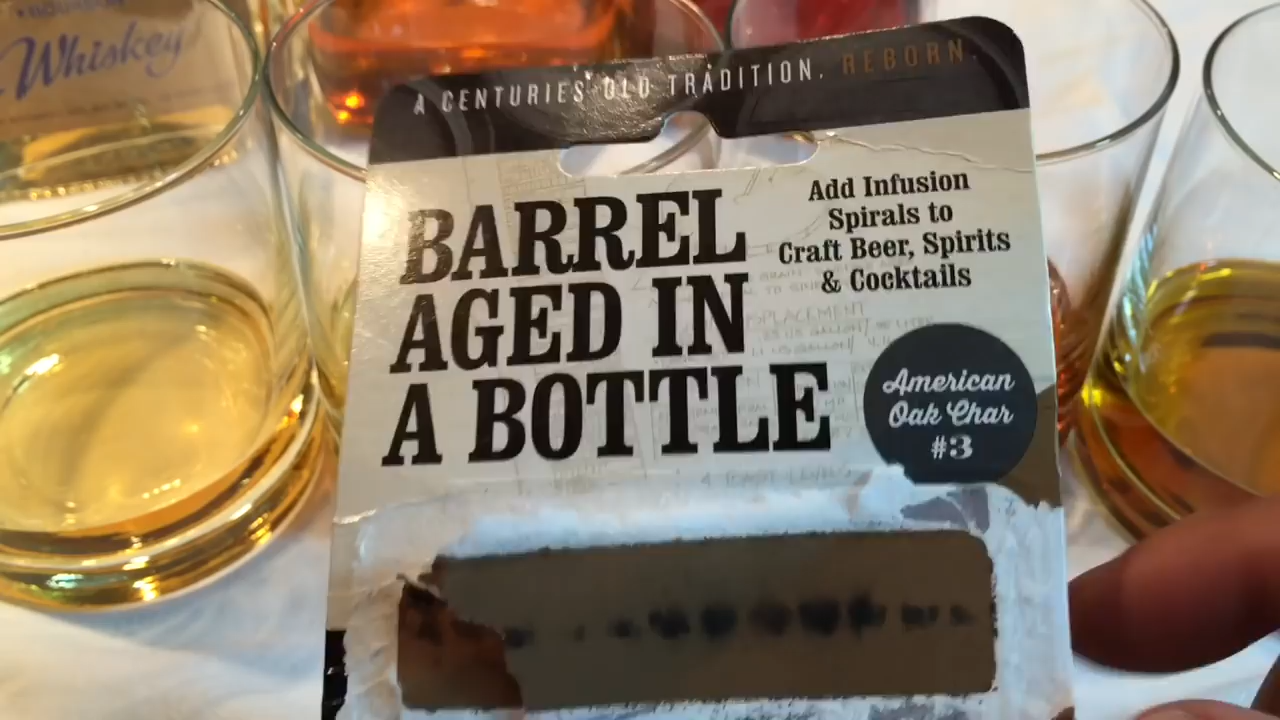 Whiskey
A CENTURIES OLD TRADITION, REBORN.
BARREL
AGED IN
A BOTTLE
Add Infusion
Spirals to
Craft Beer, Spirits
& Cocktails
American
Oak Char
#3